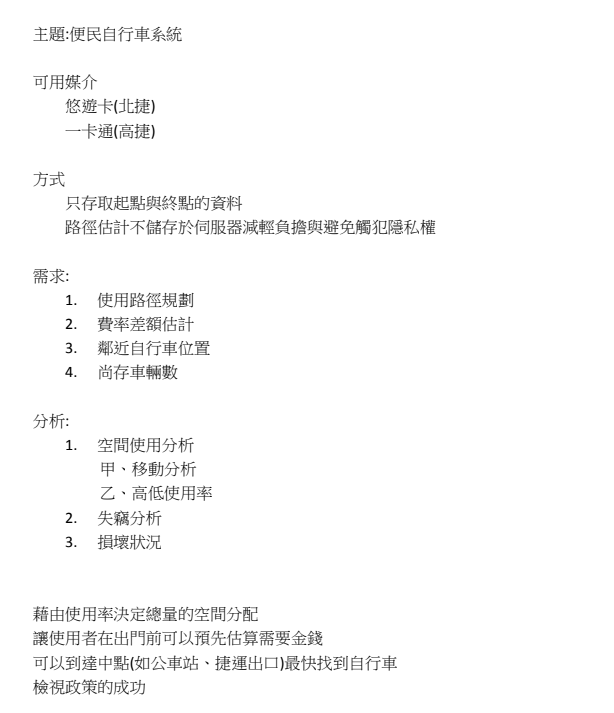 主題:便民自行車系統
可用媒介
悠遊卡(北捷)
一卡通(高捷)
方式
只存取起點與終點的資料
路徑估計不儲存於伺服器減輕負擔與避免觸犯隱私權
需求:
1. 使用路徑規劃
2. 費率差額估計
3. 鄰近自行車位置
4. 尚存車輛數
分析:
1. 空間使用分析
甲、移動分析
乙、高低使用率
2. 失竊分析
3. 損壞狀況
藉由使用率決定總量的空間分配
讓使用者在出門前可以預先估算需要金錢
可以到達中點(如公車站、捷運出口)最快找到自行車
檢視政策的成功